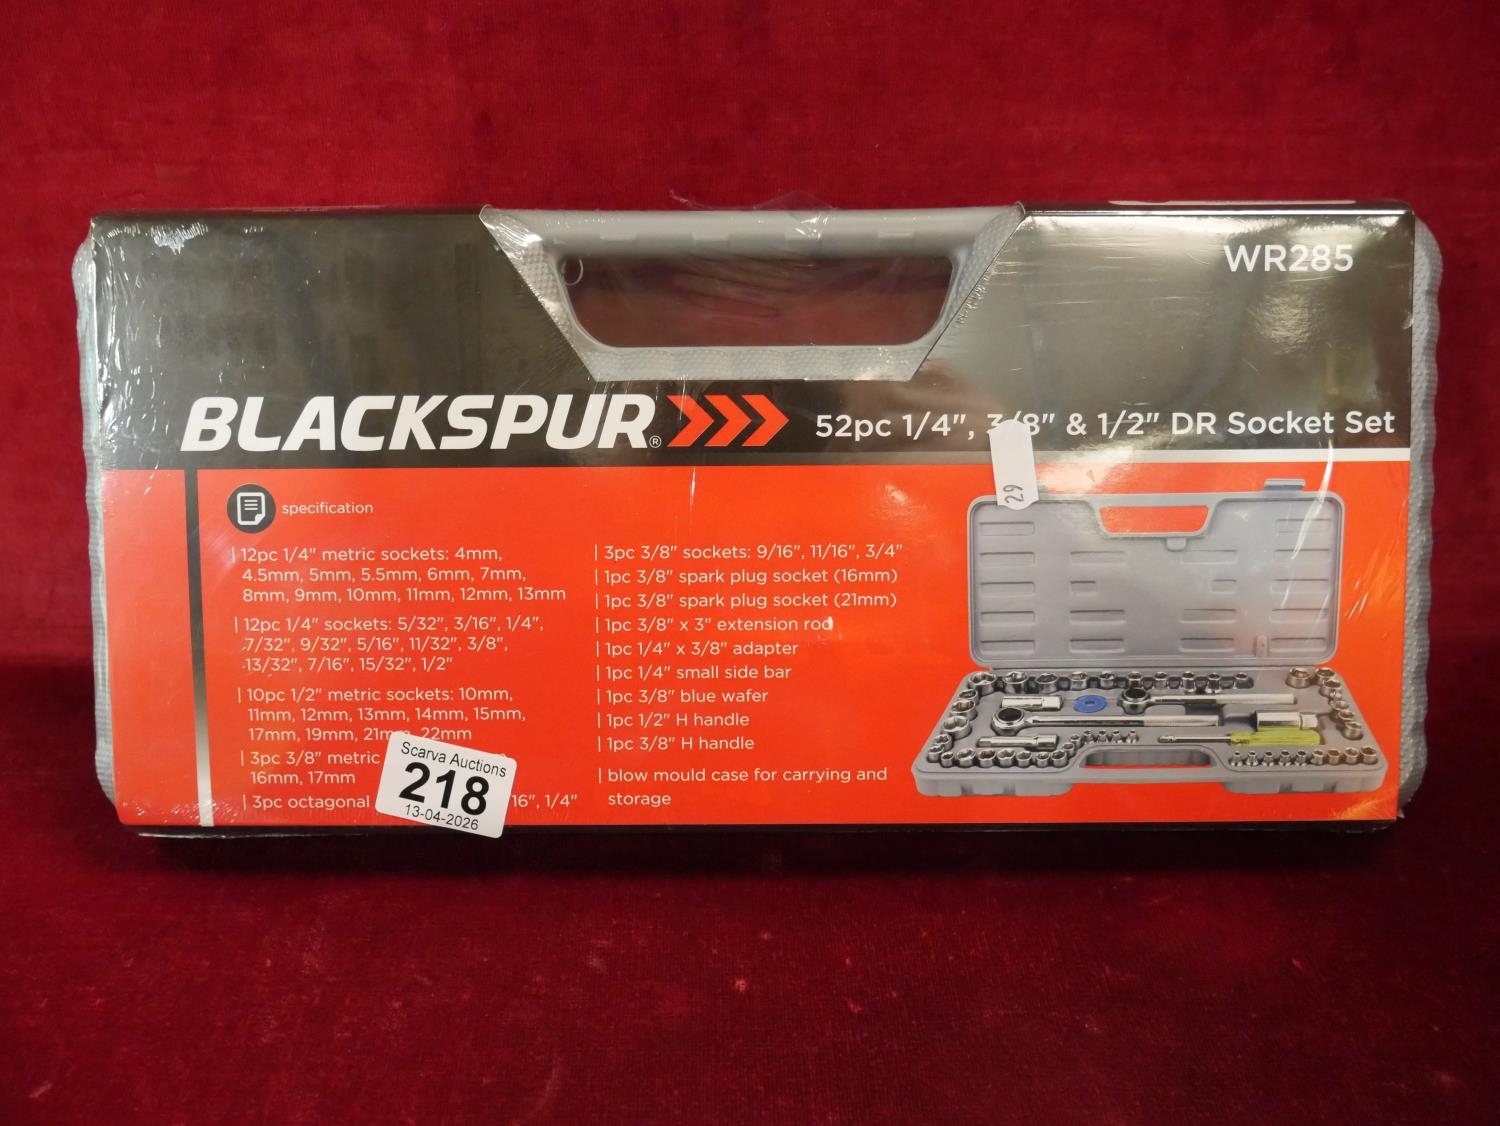 WR285
BLACKSPUR®
52pc 1/4", 3/8" & 1/2" DR Socket Set
29
specification
| 12pc 1/4" metric sockets: 4mm,
4.5mm, 5mm, 5.5mm, 6mm, 7mm,
8mm, 9mm, 10mm, 11mm, 12mm, 13mm
| 12pc 1/4" sockets: 5/32", 3/16", 1/4",
7/32", 9/32", 5/16", 11/32", 3/8",
13/32", 7/16", 15/32", 1/2"
| 10pc 1/2" metric sockets: 10mm,
11mm, 12mm, 13mm, 14mm, 15mm,
17mm, 19mm, 21mm, 22mm
| 3pc 3/8" metric
16mm, 17mm
| 3pc octagonal 16", 1/4"
| 3pc 3/8" sockets: 9/16", 11/16", 3/4"
| 1pc 3/8" spark plug socket (16mm)
| 1pc 3/8" spark plug socket (21mm)
| 1pc 3/8" x 3" extension rod
| 1pc 1/4" x 3/8" adapter
| 1pc 1/4" small side bar
| 1pc 3/8" blue wafer
| 1pc 1/2" H handle
| 1pc 3/8" H handle
| blow mould case for carrying and
storage
Scarva Auctions
218
13-04-2026